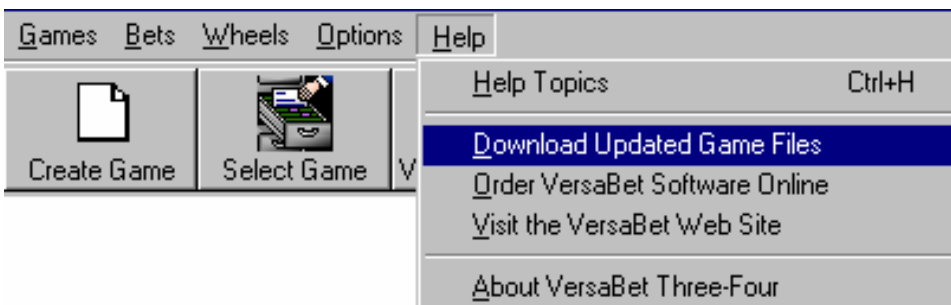 Games Bets Wheels Options Help
Help Topics Ctrl+H
Create Game Select Game V
Download Updated Game Files
Order VersaBet Software Online
Visit the VersaBet Web Site
About VersaBet Three-Four